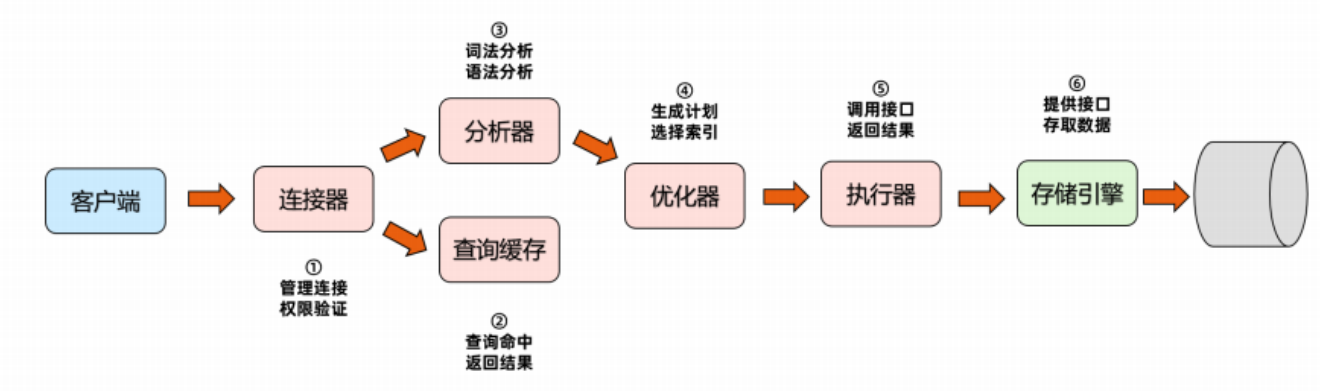 ③
词法分析
语法分析
分析器
④
生成计划
选择索引
优化器
⑤
调用接口
返回结果
执行器
⑥
提供接口
存取数据
存储引擎
客户端
连接器
①
管理连接
权限验证
查询缓存
②
查询命中
返回结果